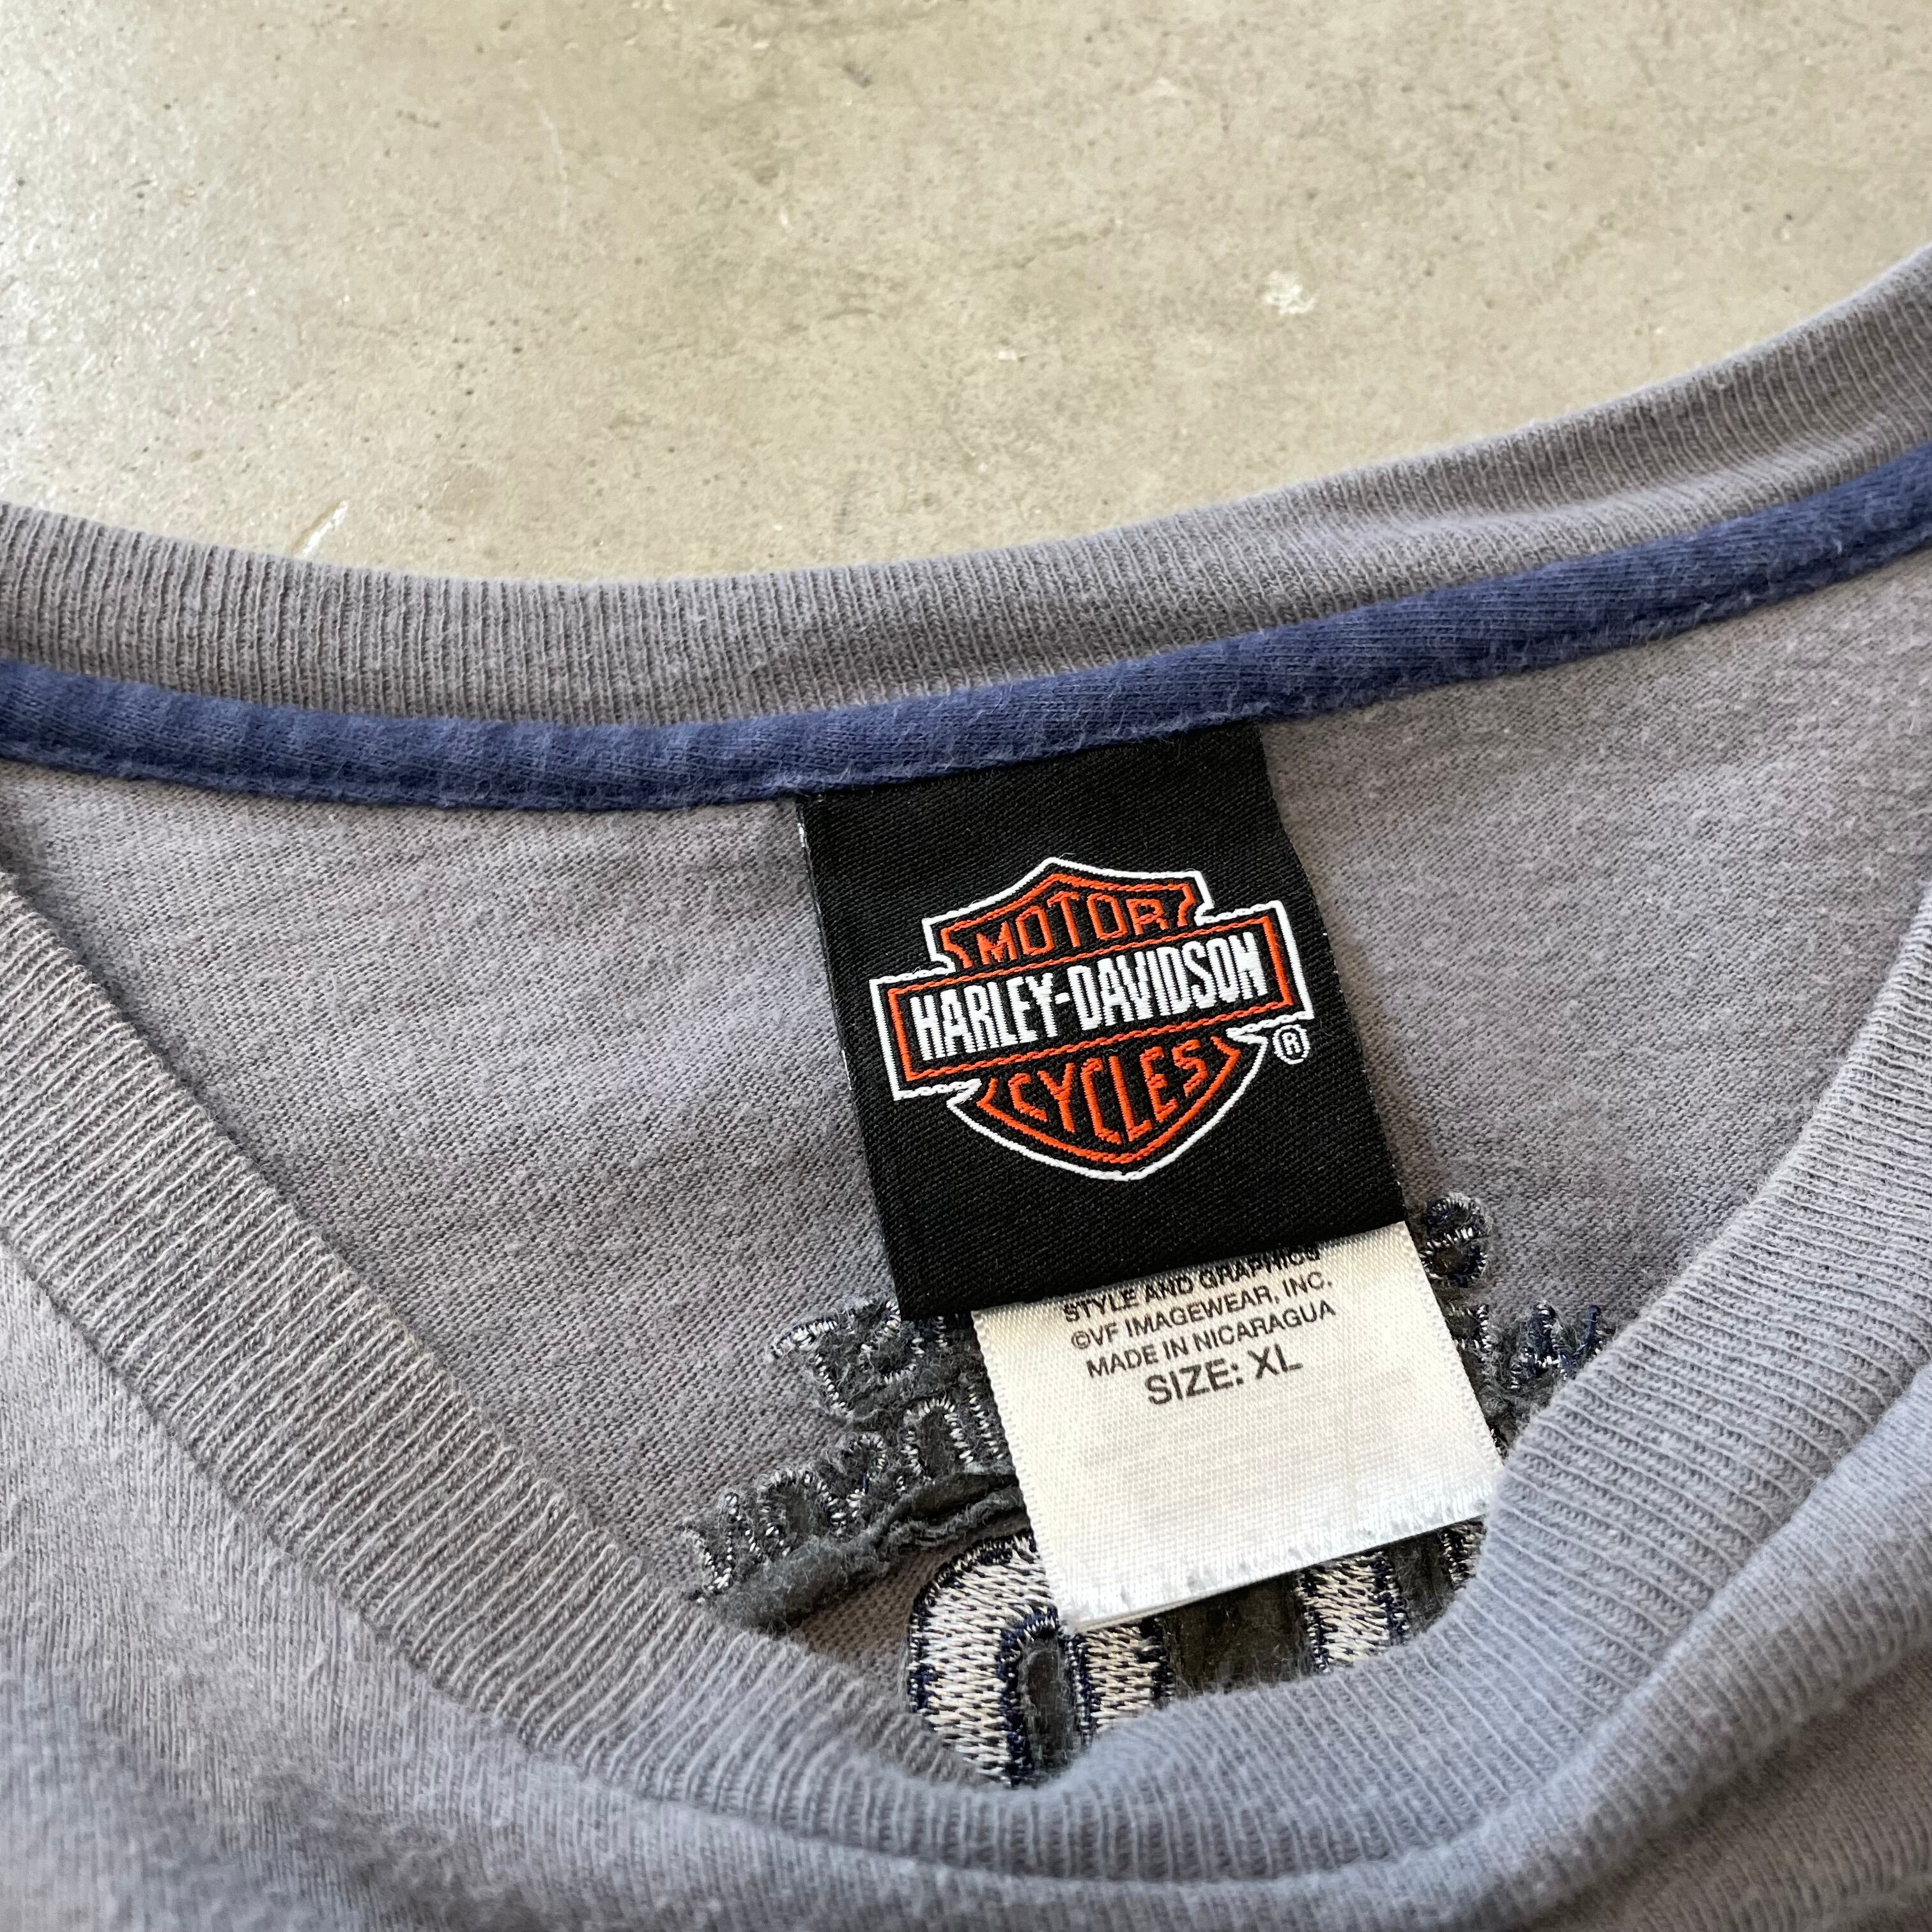 MOTOR
HARLEY-DAVIDSON
CYCLES
®
STYLE AND GRAPHICS
©VF IMAGEWEAR, INC.
MADE IN NICARAGUA
SIZE: XL